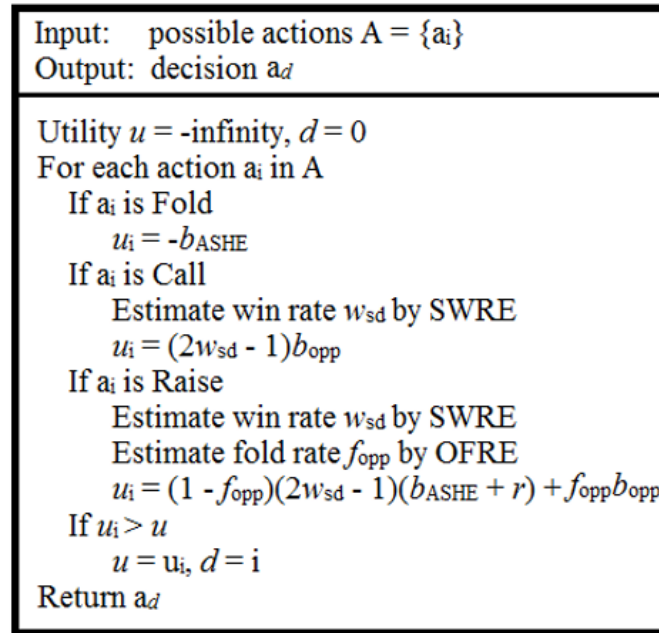 Input: possible actions A = {ai}
Output: decision ad
Utility u = -infinity, d = 0
For each action ai in A
If ai is Fold
ui = -bASHE
If ai is Call
Estimate win rate wsd by SWRE
ui = (2wsd - 1)bopp
If ai is Raise
Estimate win rate wsd by SWRE
Estimate fold rate fopp by OFRE
ui = (1 - fopp)(2wsd - 1)(bASHE + r) + foppbopp
If ui > u
u = ui, d = i
Return ad